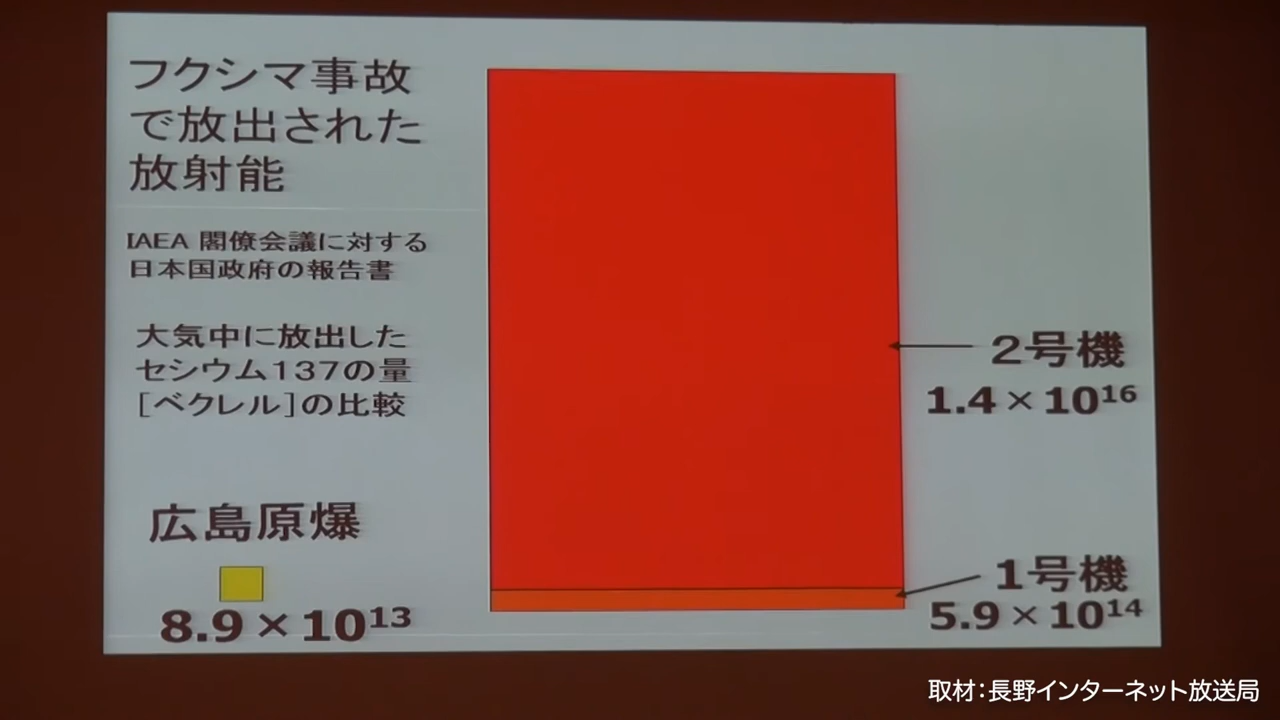 フクシマ事故
で放出された
放射能
IAEA 閣僚会議に対する
日本国政府の報告書
大気中に放出した
セシウム137の量
[ベクレル]の比較
広島原爆
8.9×10¹³
2号機
1.4×10¹⁶
1号機
5.9×10¹⁴
取材:長野インターネット放送局